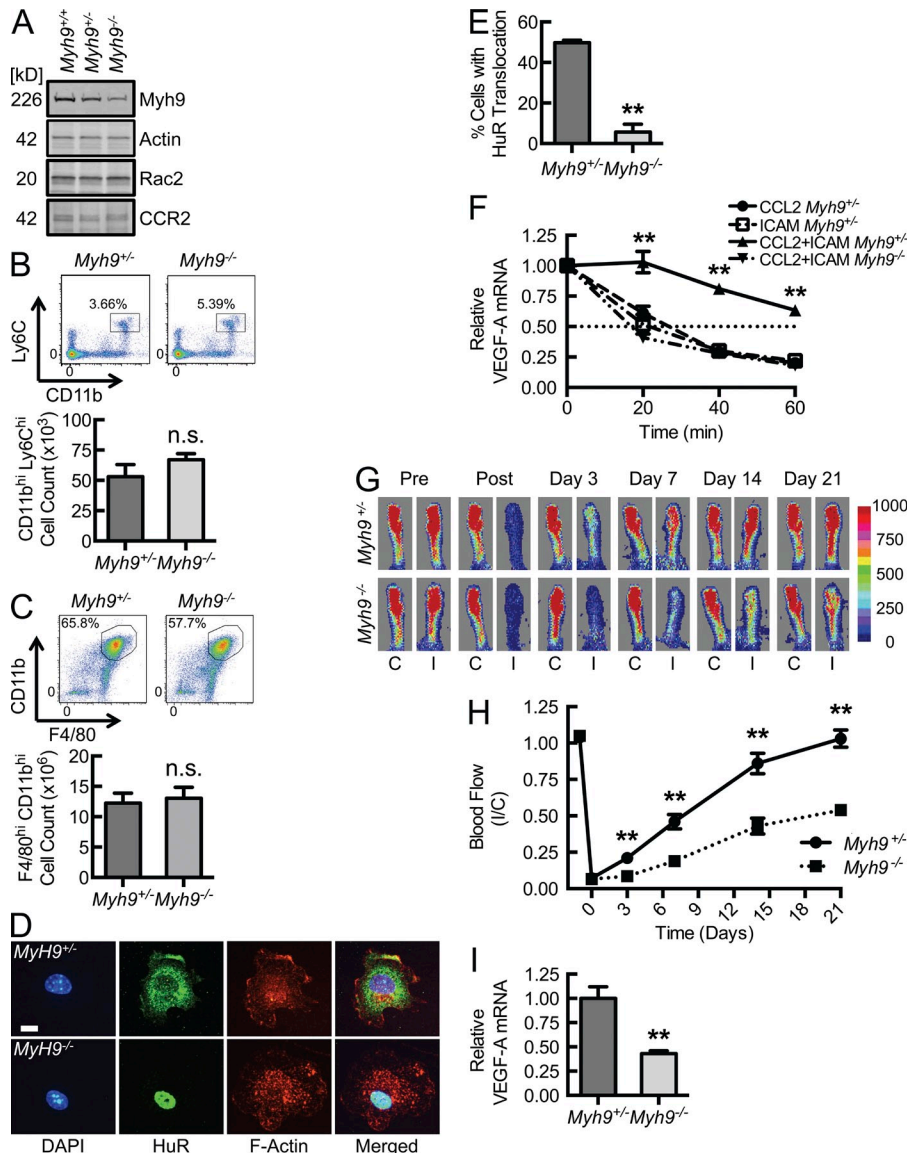 A
Myh9+/+
Myh9+/-
Myh9-/-
[kD]
226 Myh9
42 Actin
20 Rac2
42 CCR2
B
Myh9+/- Myh9-/-
3.66% 5.39%
Ly6C
0 0
0 0
CD11b
CD11bhi Ly6Chi
Cell Count (x103)
100
75
50
25
0
n.s.
Myh9+/- Myh9-/-
C
Myh9+/- Myh9-/-
65.8% 57.7%
CD11b
0 0
0 0
F4/80
F4/80hi CD11bhi
Cell Count (x106)
20
15
10
5
0
n.s.
Myh9+/- Myh9-/-
D
MyH9+/-
MyH9-/-
DAPI HuR F-Actin Merged
E
% Cells with
HuR Translocation
60
40
20
0
**
Myh9+/- Myh9-/-
F
CCL2 Myh9+/-
ICAM Myh9+/-
CCL2+ICAM Myh9+/-
CCL2+ICAM Myh9-/-
Relative
VEGF-A mRNA
1.25
1.00
0.75
0.50
0.25
0.00
** ** **
0 20 40 60
Time (min)
G
Pre Post Day 3 Day 7 Day 14 Day 21
Myh9+/-
Myh9-/-
C I C I C I C I C I C I
1000
750
500
250
0
H
Blood Flow
(I/C)
1.25
1.00
0.75
0.50
0.25
0.00
** ** ** **
Myh9+/-
Myh9-/-
0 3 6 9 12 15 18 21
Time (Days)
I
Relative
VEGF-A mRNA
1.25
1.00
0.75
0.50
0.25
0.00
**
Myh9+/- Myh9-/-